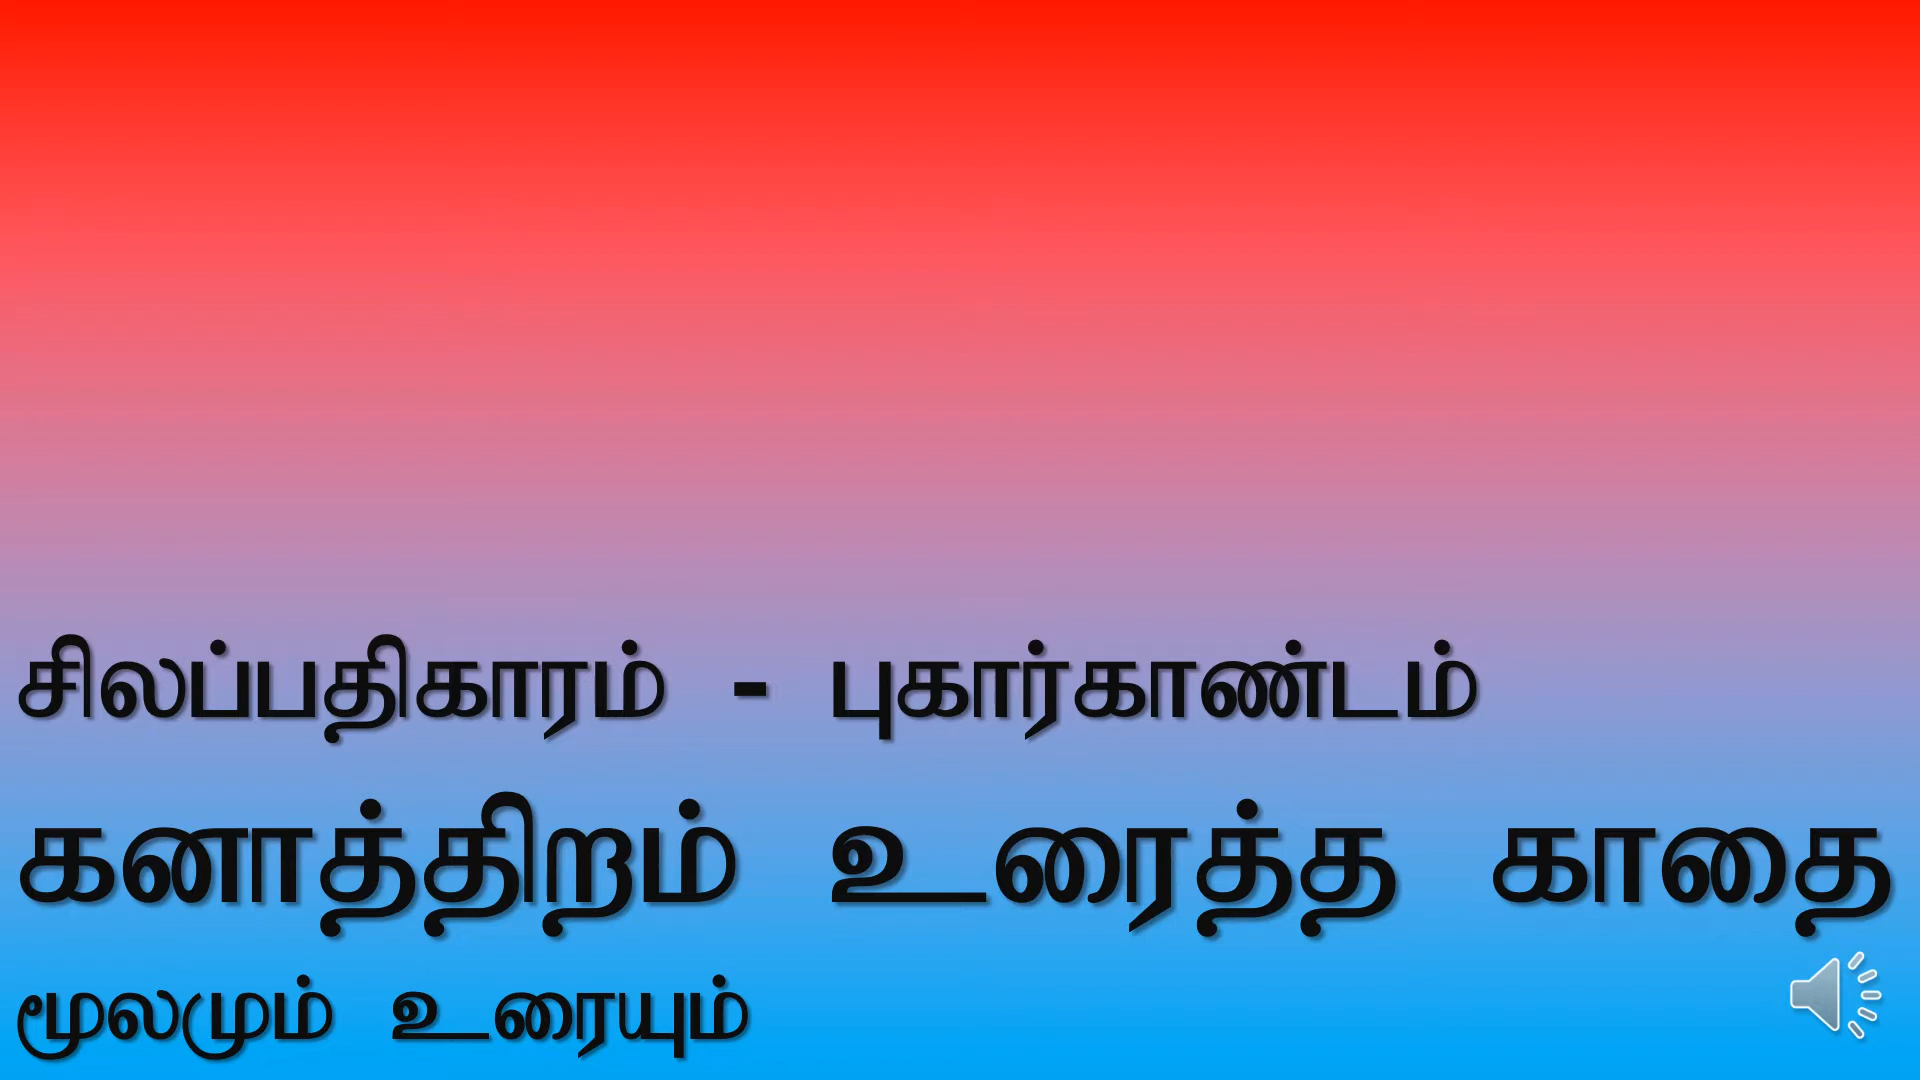 சிலப்பதிகாரம் - புகார்காண்டம்
கனாத்திறம் உரைத்த காதை
மூலமும் உரையும்